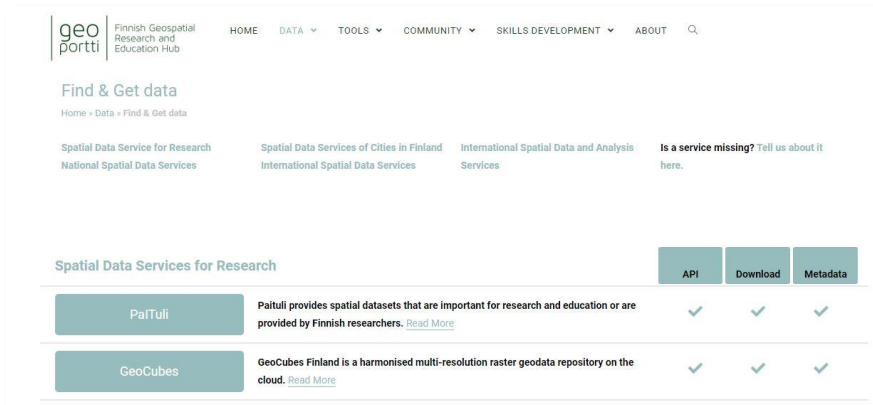 geo
portti
Finnish Geospatial
Research and
Education Hub
HOME DATA TOOLS COMMUNITY SKILLS DEVELOPMENT ABOUT
Find & Get data
Home » Data » Find & Get data
Spatial Data Service for Research
National Spatial Data Services
Spatial Data Services of Cities in Finland
International Spatial Data Services
International Spatial Data and Analysis
Services
Is a service missing? Tell us about it
here.
Spatial Data Services for Research
API Download Metadata
PaITuli
Paituli provides spatial datasets that are important for research and education or are
provided by Finnish researchers. Read More
GeoCubes
GeoCubes Finland is a harmonised multi-resolution raster geodata repository on the
cloud. Read More